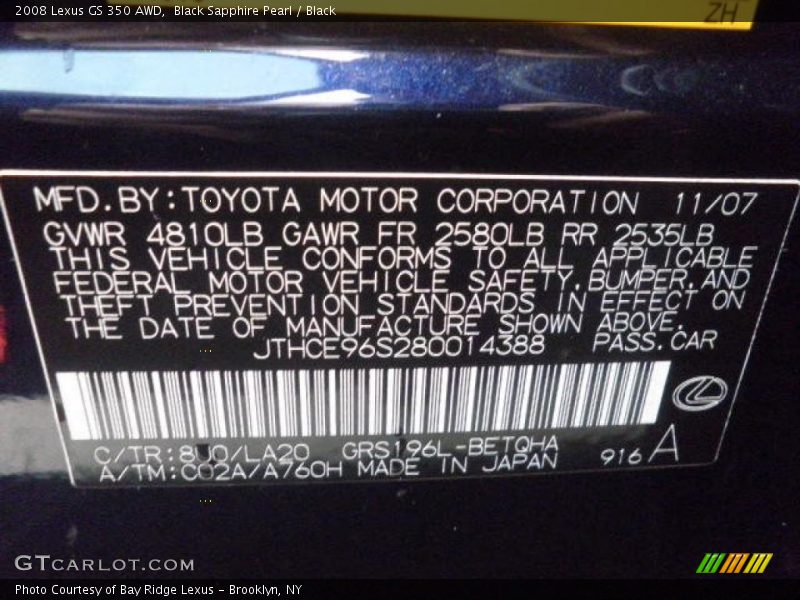 2008 Lexus GS 350 AWD, Black Sapphire Pearl / Black
ZH
MFD.BY:TOYOTA MOTOR CORPORATION 11/07
GVWR 4810LB GAWR FR 2580LB RR 2535LB
THIS VEHICLE CONFORMS TO ALL APPLICABLE
FEDERAL MOTOR VEHICLE SAFETY,BUMPER,AND
THEFT PREVENTION STANDARDS IN EFFECT ON
THE DATE OF MANUFACTURE SHOWN ABOVE.
JTHCE96S280014388 PASS.CAR
C/TR:8U0/LA20 GRS196L-BETQHA
A/TM:C02A/A760H MADE IN JAPAN 916 A
GTCARLOT.COM
Photo Courtesy of Bay Ridge Lexus – Brooklyn, NY